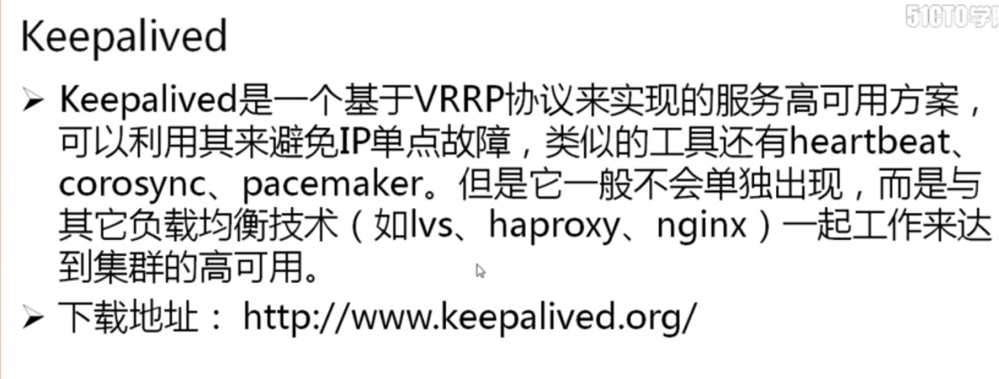 51CTO学
Keepalived
➢ Keepalived是一个基于VRRP协议来实现的服务高可用方案，
可以利用其来避免IP单点故障，类似的工具还有heartbeat、
corosync、pacemaker。但是它一般不会单独出现，而是与
其它负载均衡技术（如lvs、haproxy、nginx）一起工作来达
到集群的高可用。
➢ 下载地址： http://www.keepalived.org/